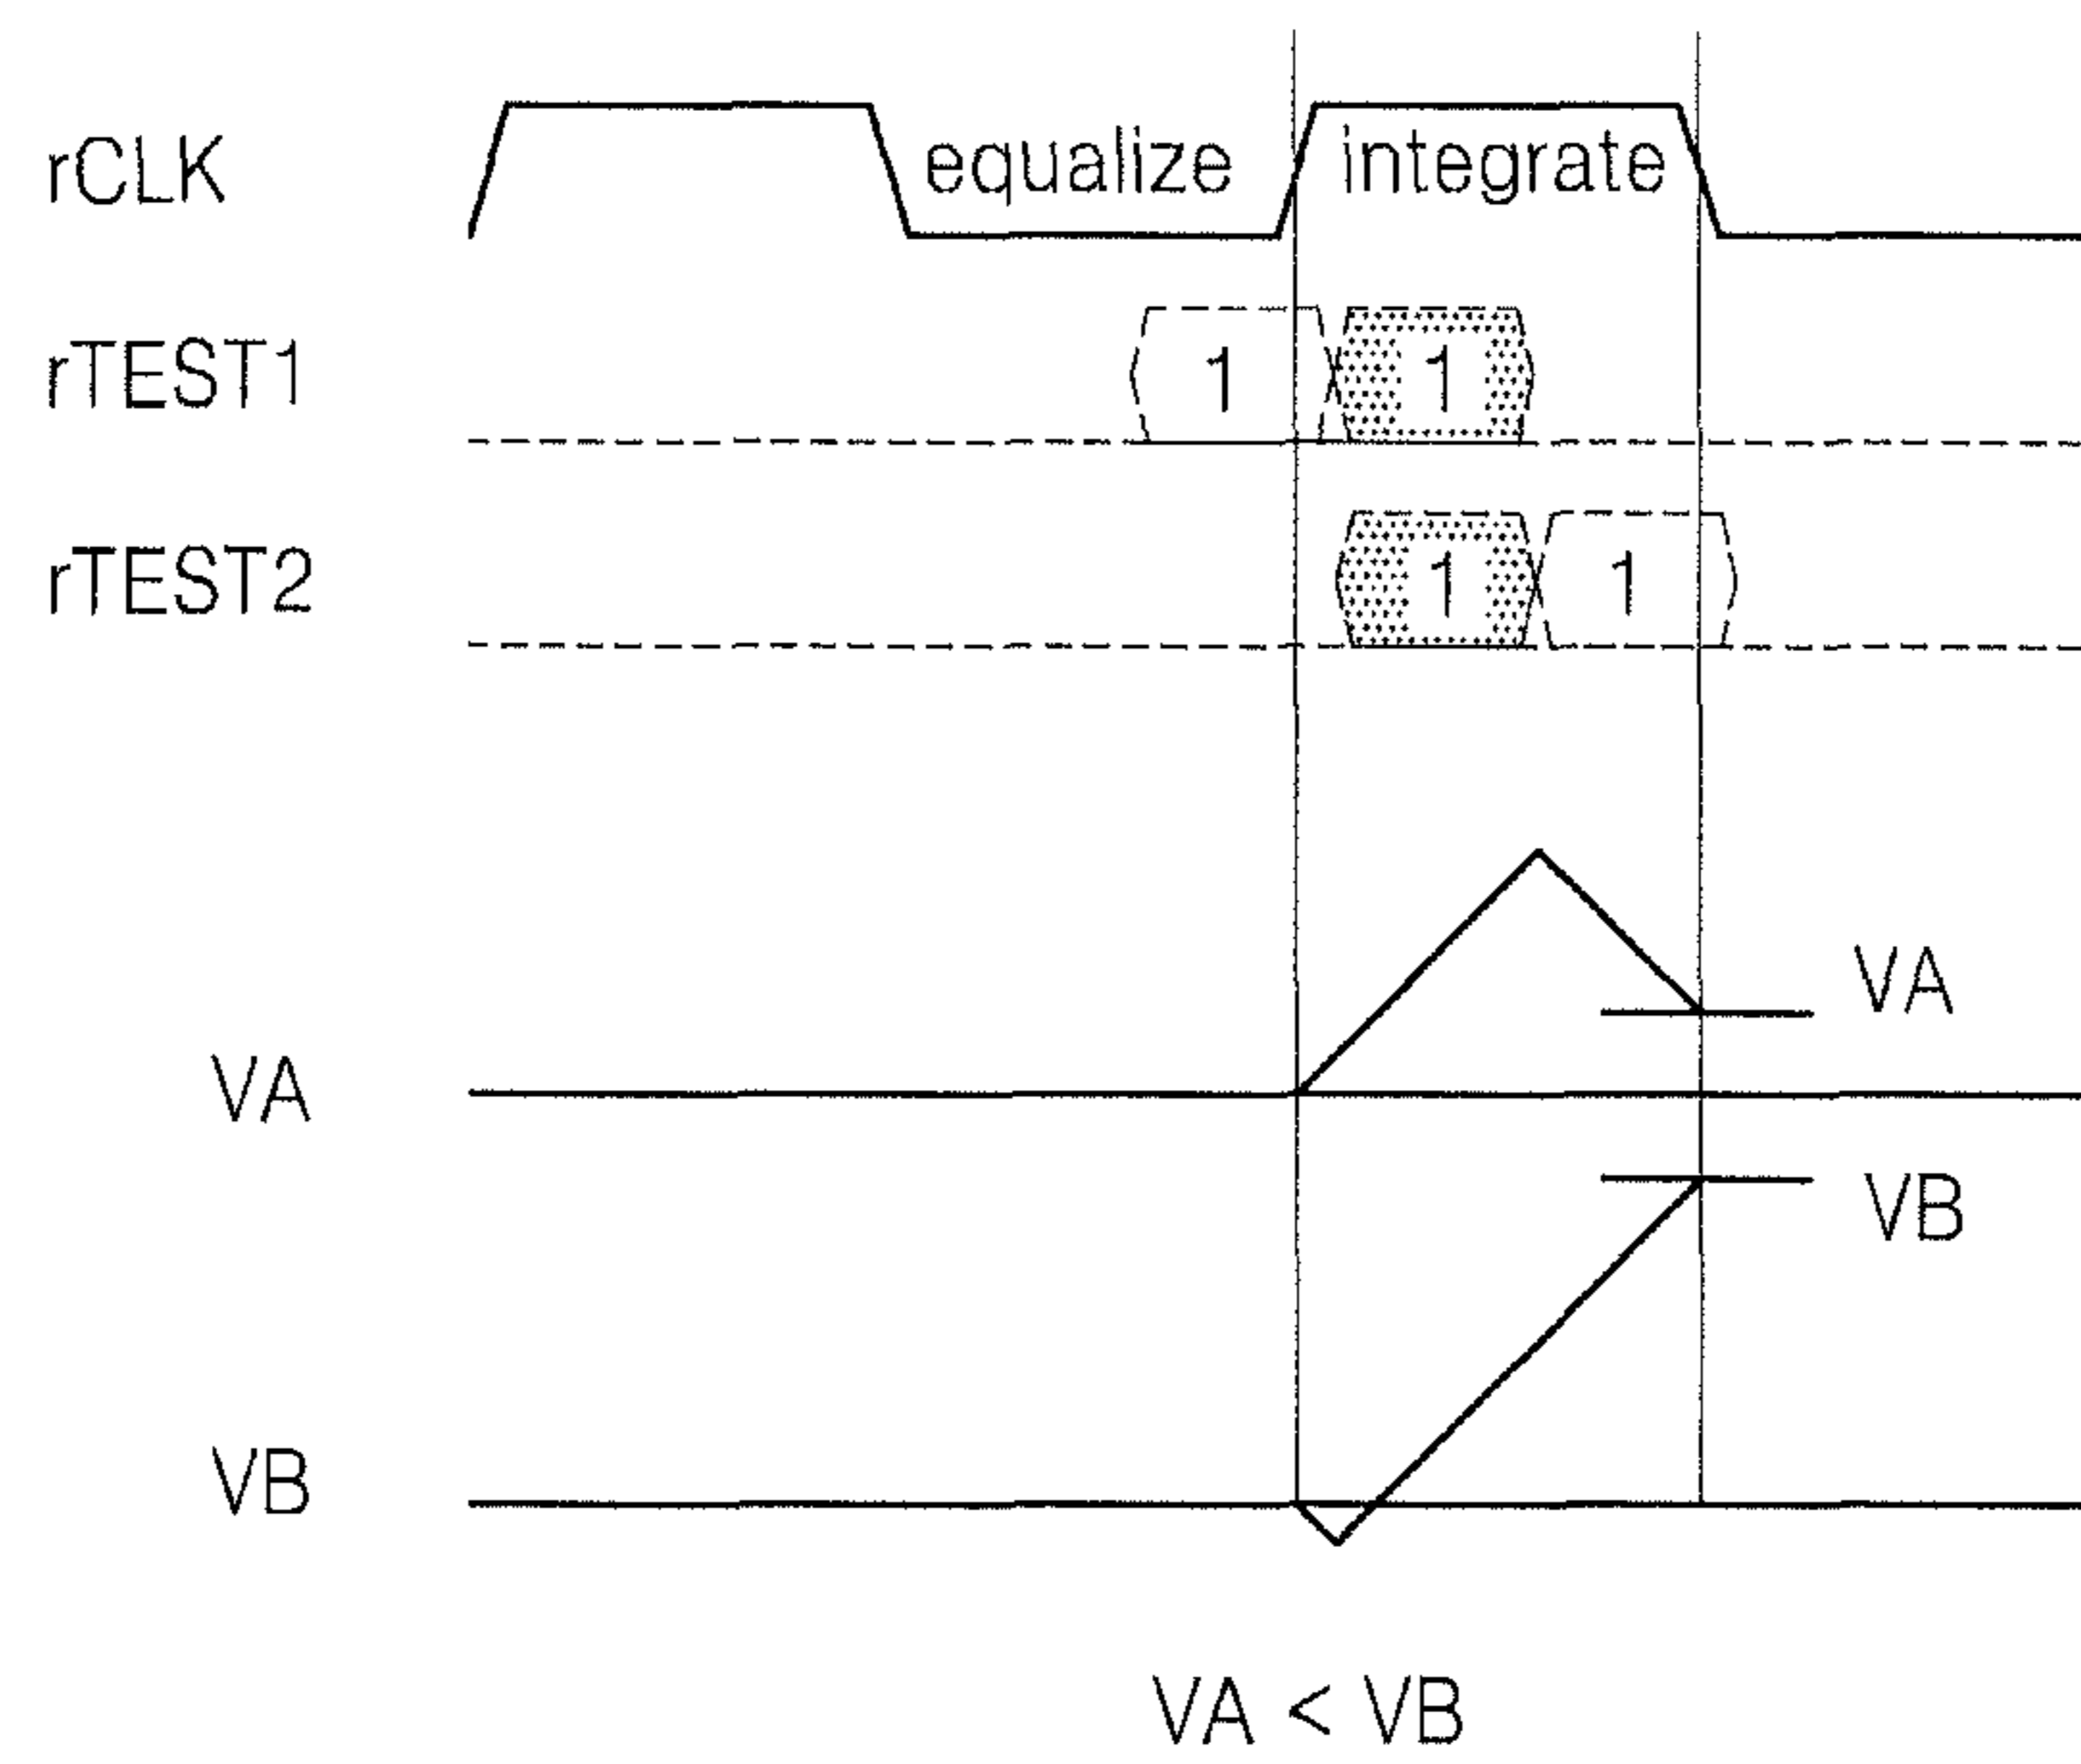 rCLK equalize integrate
rTEST1 1 1
rTEST2 1 1
VA
VA
VB
VB
VA < VB